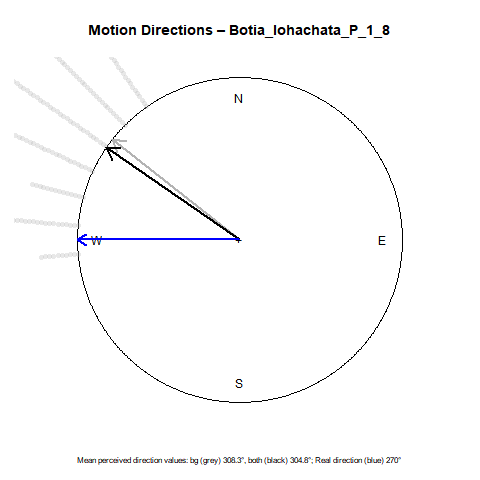 Motion Directions – Botia_lohachata_P_1_8
N
W
E
S
Mean perceived direction values: bg (grey) 308.3°, both (black) 304.8°; Real direction (blue) 270°